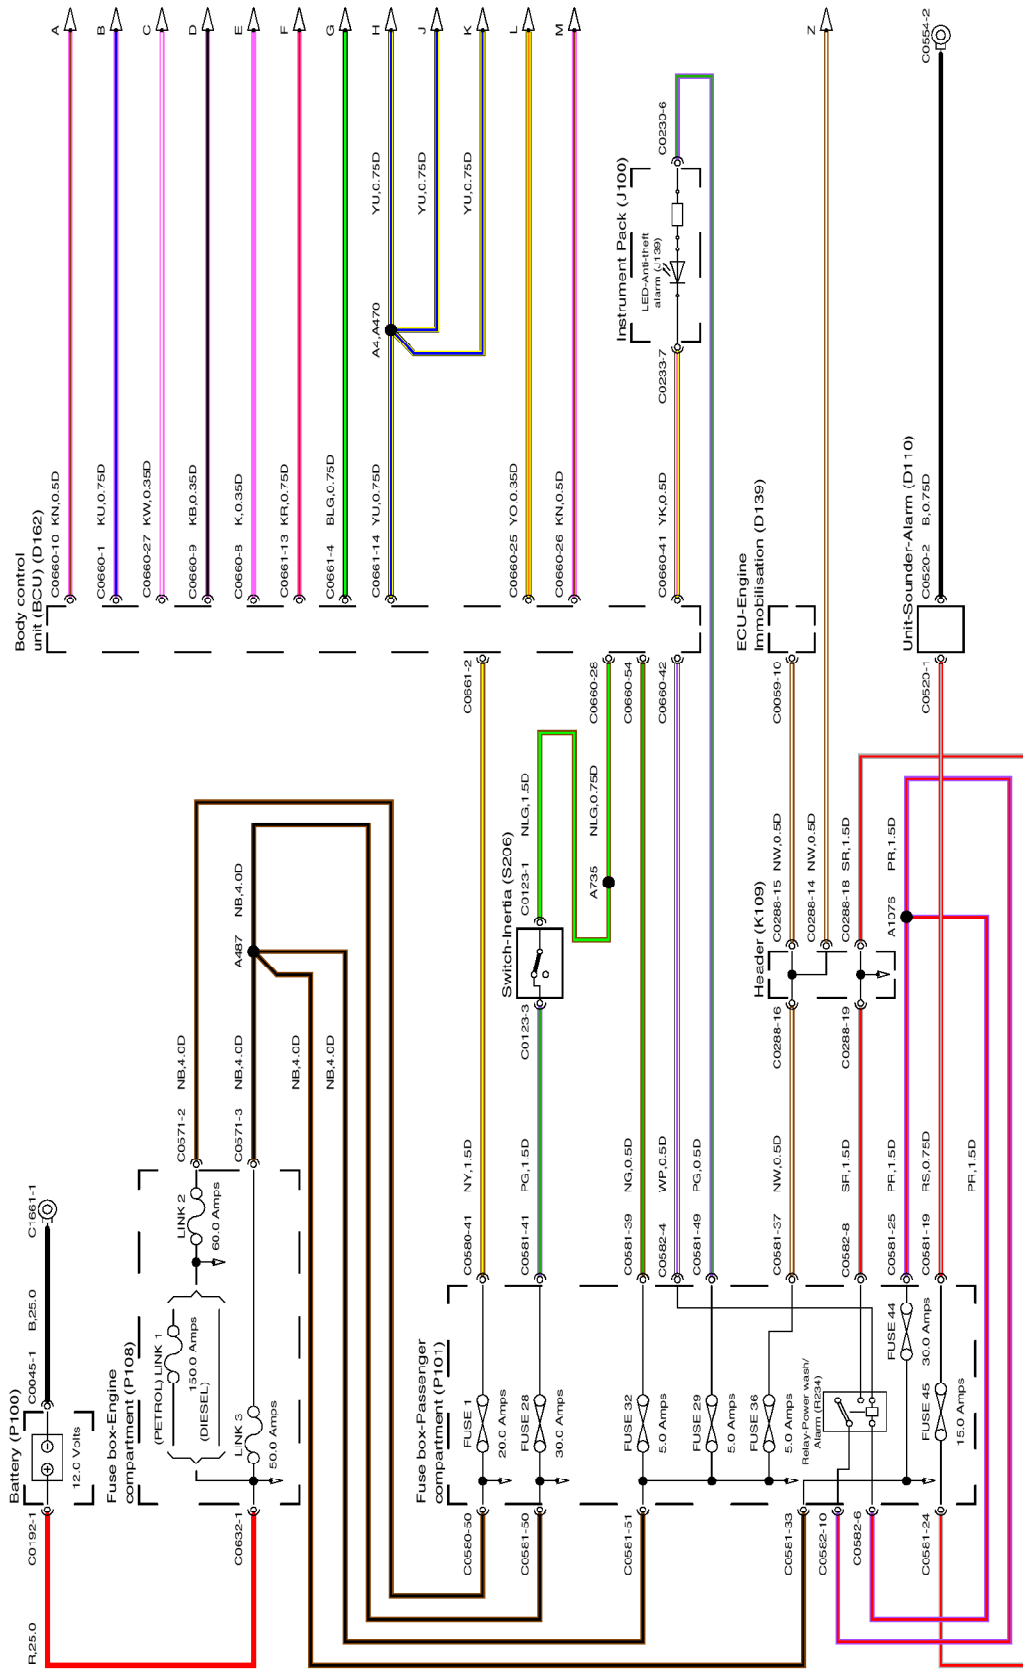 A
B
C
D
E
F
G
H
J
K
L
M
Z
C0554-2
YU,0.75D
YU,0.75D
YU,0.75D
C0230-6
Instrument Pack (J100)
LED-Anti-theft
alarm (J139)
A4,A470
C0233-7
Body control
unit (BCU) (D162)
C0660-10 KN,0.5D
C0660-1 KU,0.75D
C0660-27 KW,0.35D
C0660-9 KB,0.35D
C0660-8 K,0.35D
C0661-13 KR,0.75D
C0661-4 BLG,0.75D
C0661-14 YU,0.75D
C0660-25 YO,0.35D
C0660-26 KN,0.5D
C0660-41 YK,0.5D
ECU-Engine
Immobilisation (D139)
Unit-Sounder-Alarm (D110)
C0520-2 B,0.75D
C0661-2
C0660-28
C0660-54
C0660-42
C0059-10
C0520-1
NB,4.0D
A487
NLG,1.5D
C0123-1
Switch-Inertia (S206)
C0123-3
NLG,0.75D
A735
Header (K109)
C0288-15 NW,0.5D
C0288-14 NW,0.5D
C0288-18 SR,1.5D
PR,1.5D
A1075
C0288-16
C0288-19
C0571-2 NB,4.0D
C0571-3 NB,4.0D
NB,4.0D
NB,4.0D
C0580-41 NY,1.5D
C0581-41 PG,1.5D
C0581-39 NG,0.5D
C0582-4 WP,0.5D
C0581-49 PG,0.5D
C0581-37 NW,0.5D
C0582-8 SR,1.5D
C0581-25 PR,1.5D
C0581-19 RS,0.75D
PR,1.5D
Battery (P100)
12.0 Volts
C0045-1 B,25.0 C1661-1
Fuse box-Engine
compartment (P108)
(PETROL) LINK 1
150.0 Amps
(DIESEL)
LINK 2
60.0 Amps
LINK 3
50.0 Amps
Fuse box-Passenger
compartment (P101)
FUSE 1
20.0 Amps
FUSE 28
30.0 Amps
FUSE 32
5.0 Amps
FUSE 29
5.0 Amps
FUSE 36
5.0 Amps
Relay-Power wash/
Alarm (R234)
FUSE 44
30.0 Amps
FUSE 45
15.0 Amps
C0192-1
R,25.0
C0632-1
C0580-50
C0581-50
C0581-51
C0581-33
C0582-10
C0582-6
C0581-24